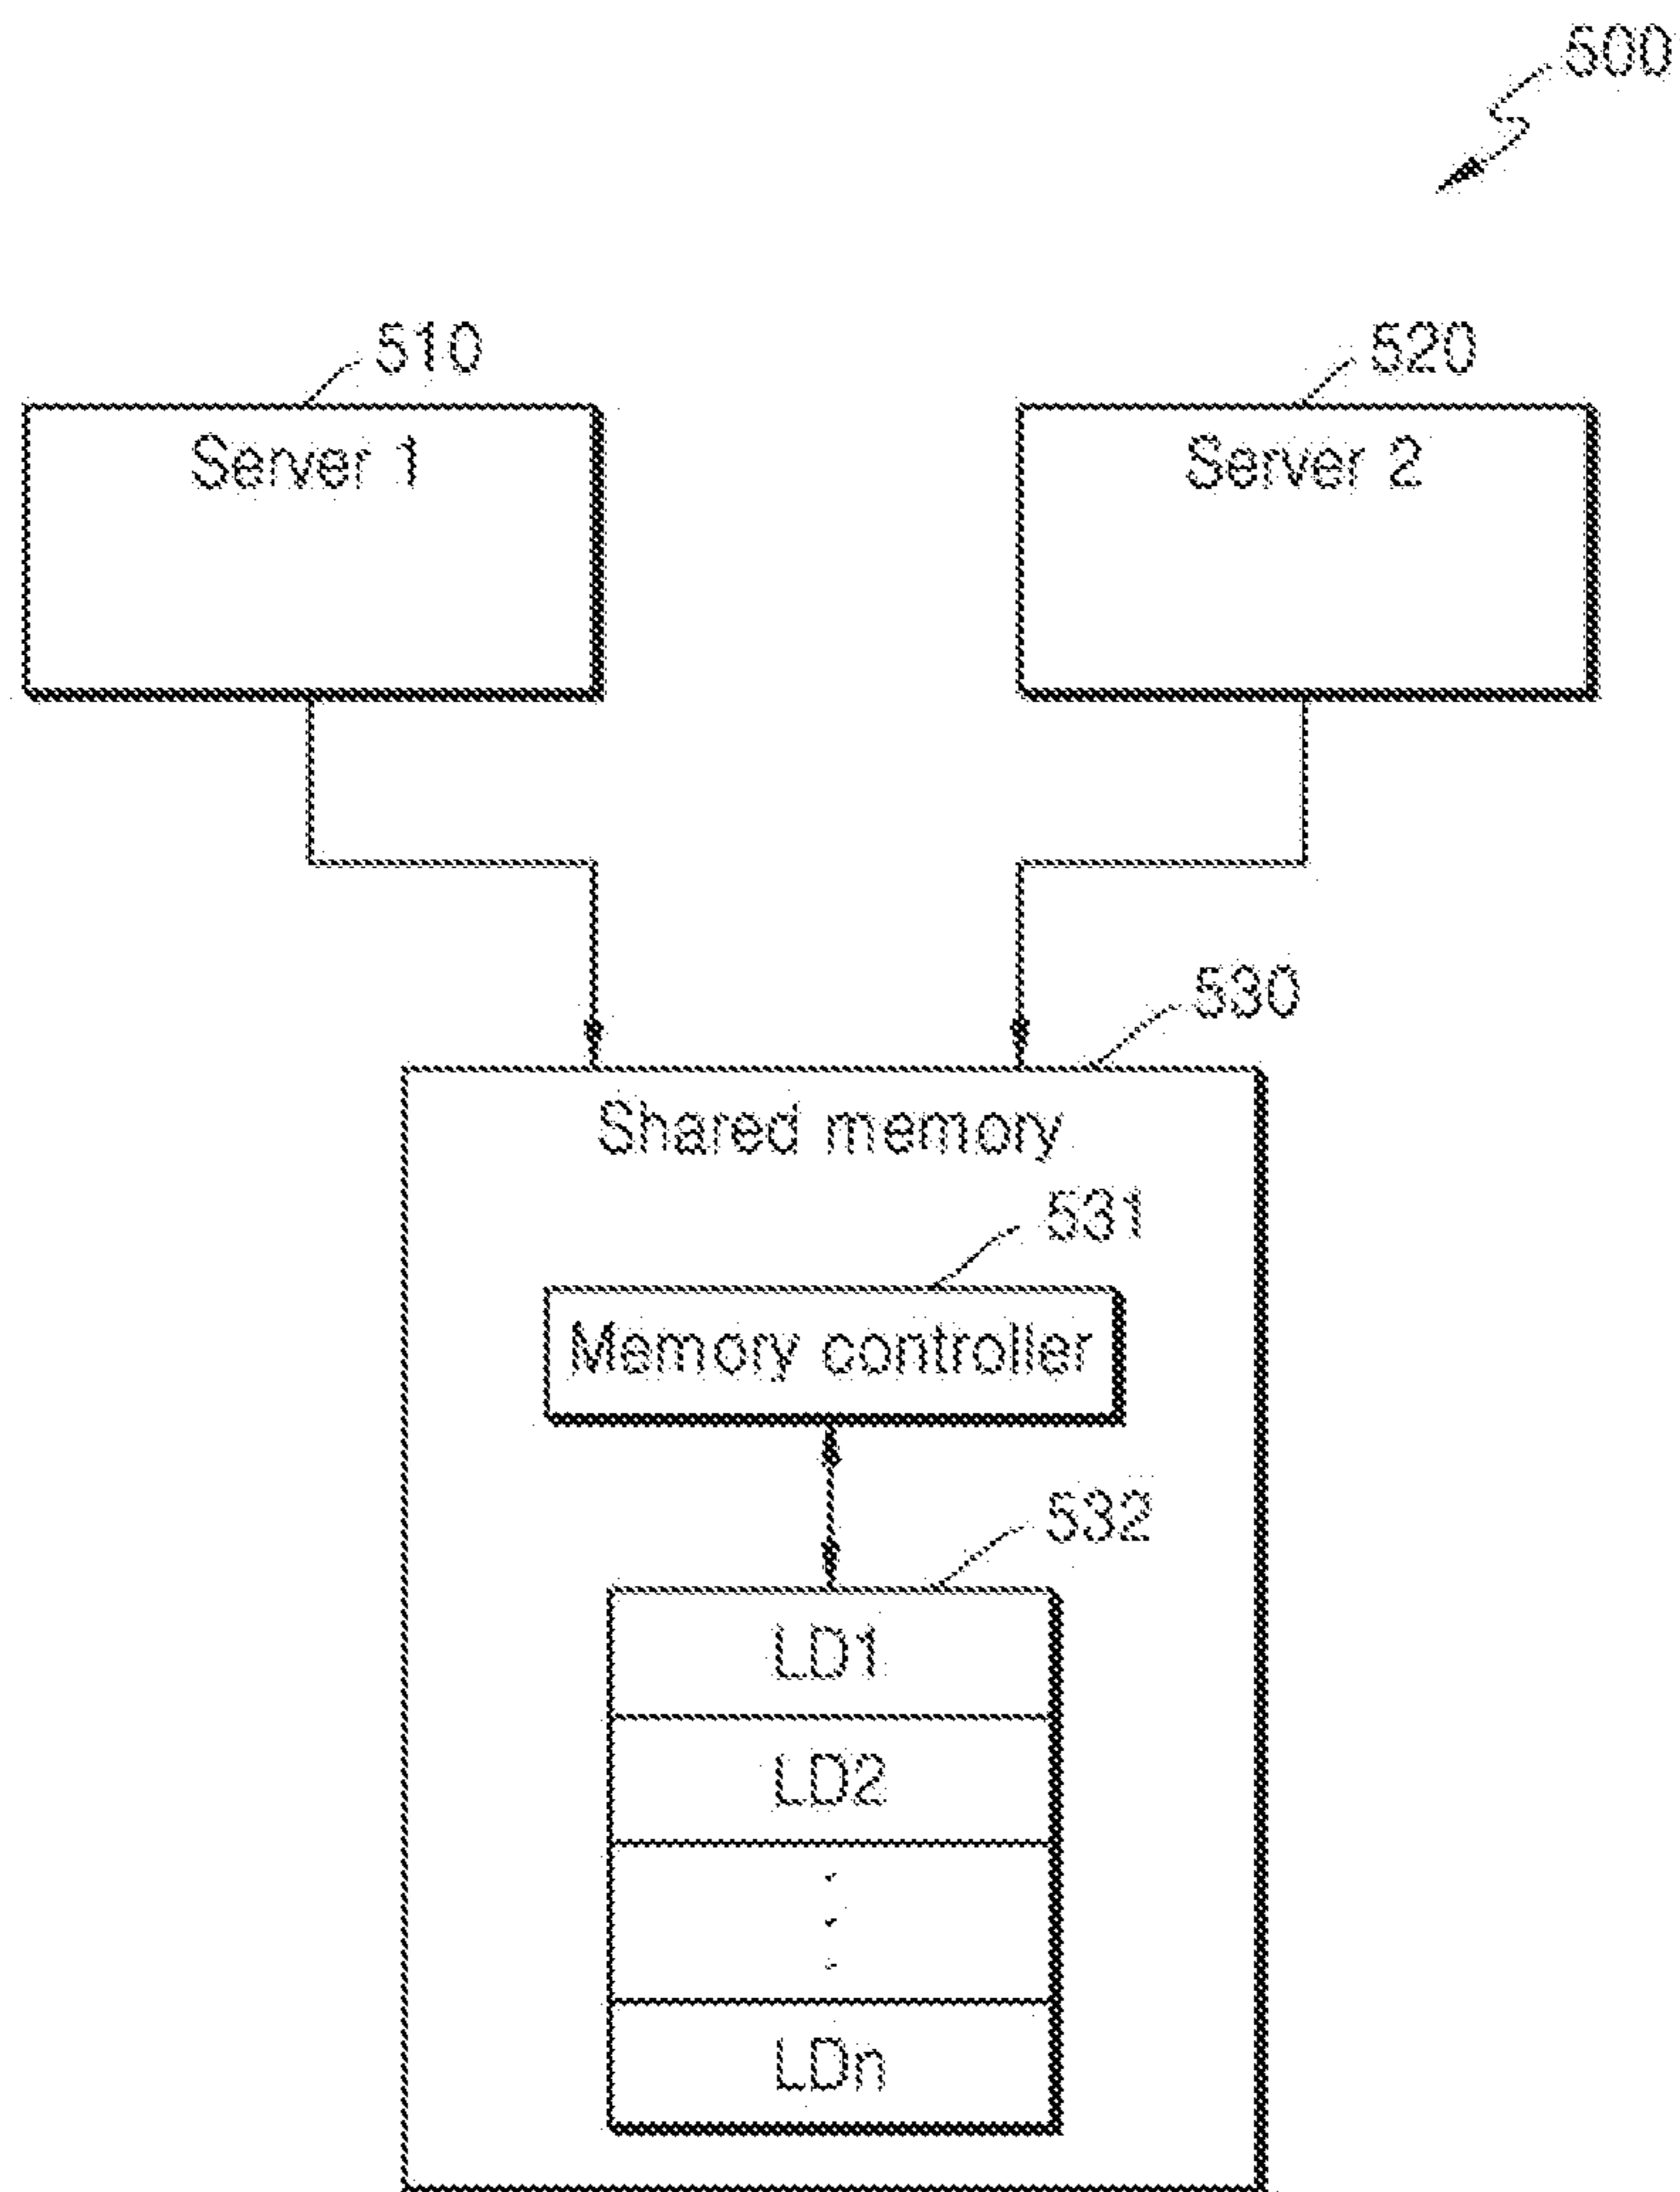 500
510
520
Server 1
Server 2
530
Shared memory
531
Memory controller
532
LD1
LD2
LDn